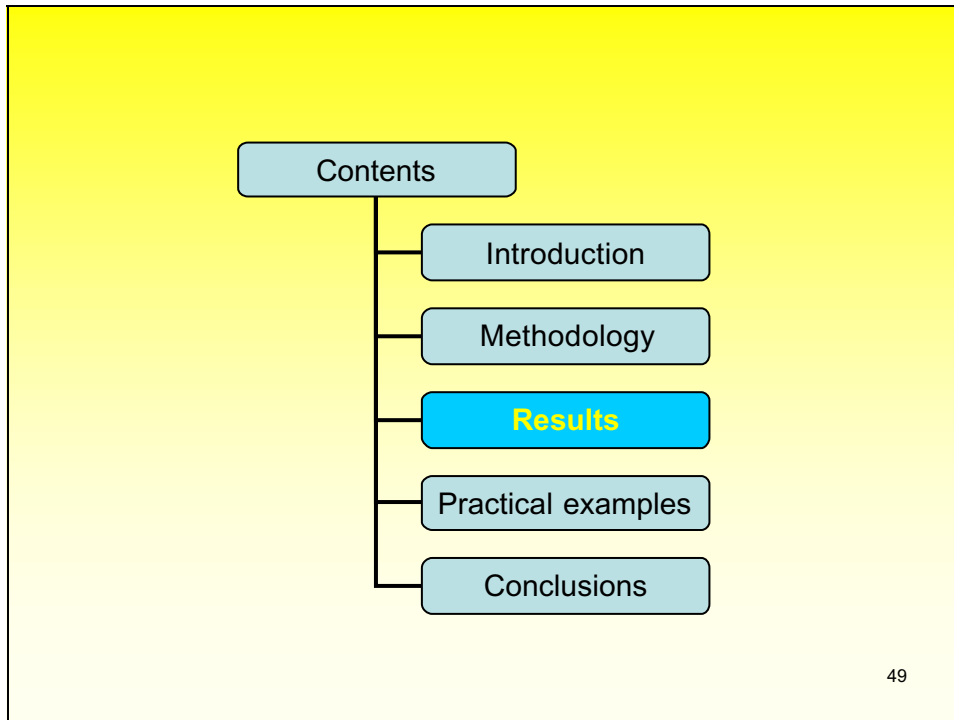 Contents
Introduction
Methodology
Results
Practical examples
Conclusions
49